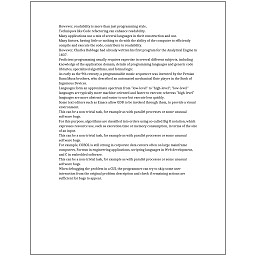 However, readability is more than just programming style.
Techniques like Code refactoring can enhance readability.
Many applications use a mix of several languages in their construction and use.
Many factors, having little or nothing to do with the ability of the computer to efficiently
compile and execute the code, contribute to readability.
However, Charles Babbage had already written his first program for the Analytical Engine in
1837.
Proficient programming usually requires expertise in several different subjects, including
knowledge of the application domain, details of programming languages and generic code
libraries, specialized algorithms, and formal logic.
As early as the 9th century, a programmable music sequencer was invented by the Persian
Banu Musa brothers, who described an automated mechanical flute player in the Book of
Ingenious Devices.
Languages form an approximate spectrum from "low-level" to "high-level"; "low-level"
languages are typically more machine-oriented and faster to execute, whereas "high-level"
languages are more abstract and easier to use but execute less quickly.
Some text editors such as Emacs allow GDB to be invoked through them, to provide a visual
environment.
This can be a non-trivial task, for example as with parallel processes or some unusual
software bugs.
For this purpose, algorithms are classified into orders using so-called Big O notation, which
expresses resource use, such as execution time or memory consumption, in terms of the size
of an input.
This can be a non-trivial task, for example as with parallel processes or some unusual
software bugs.
For example, COBOL is still strong in corporate data centers often on large mainframe
computers, Fortran in engineering applications, scripting languages in Web development,
and C in embedded software.
This can be a non-trivial task, for example as with parallel processes or some unusual
software bugs.
When debugging the problem in a GUI, the programmer can try to skip some user
interaction from the original problem description and check if remaining actions are
sufficient for bugs to appear.